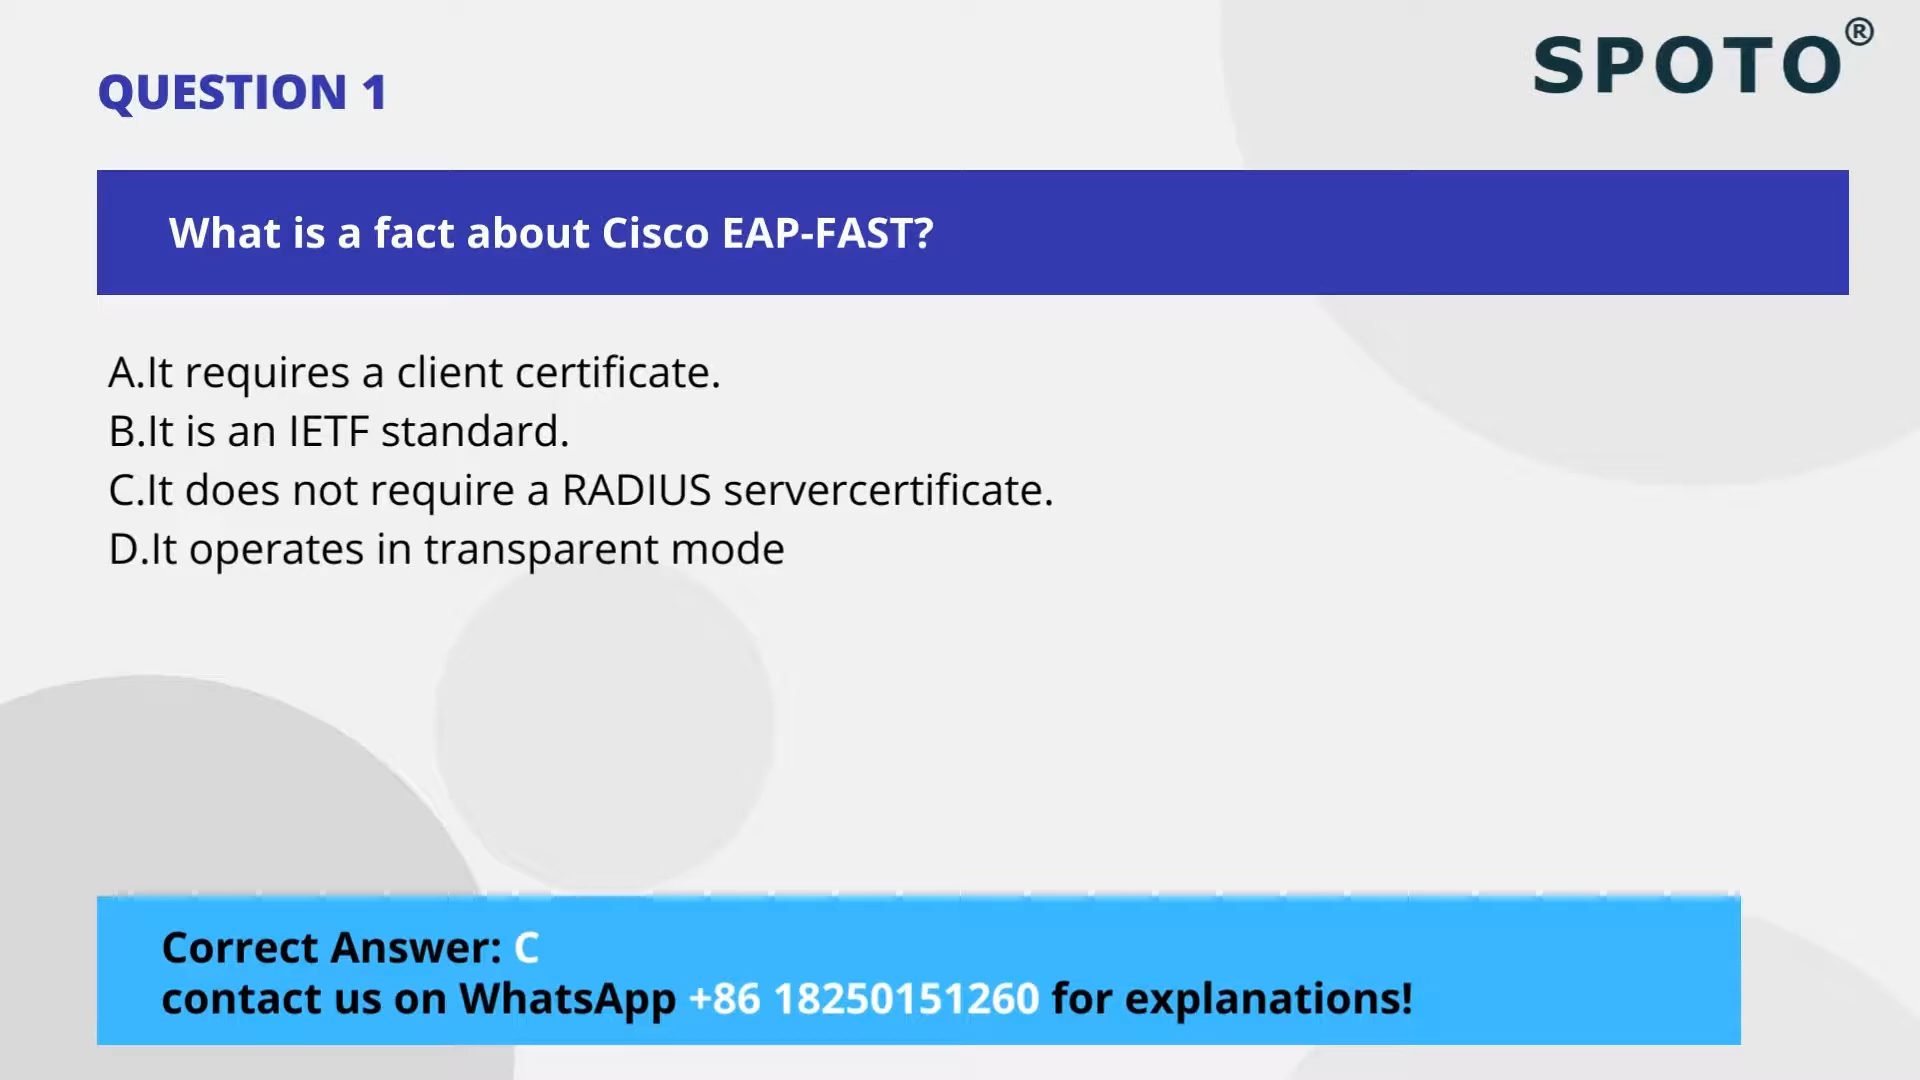 SPOTO®
QUESTION 1
What is a fact about Cisco EAP-FAST?
A.It requires a client certificate.
B.It is an IETF standard.
C.It does not require a RADIUS servercertificate.
D.It operates in transparent mode
Correct Answer: C
contact us on WhatsApp +86 18250151260 for explanations!